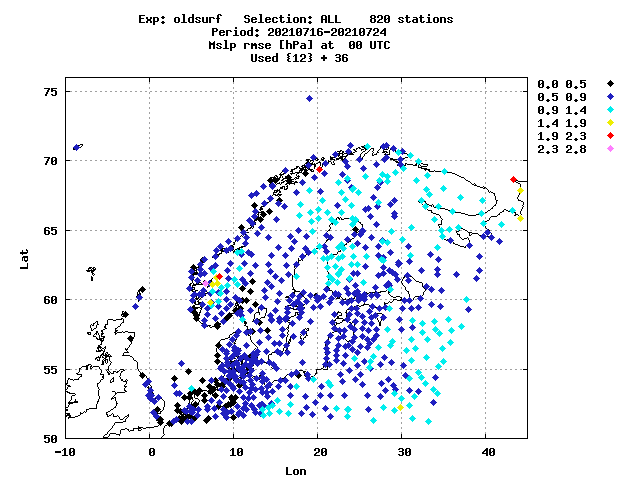 Exp: oldsurf   Selection: ALL    820 stations
Period: 20210716-20210724
Mslp rmse [hPa] at  00 UTC
Used {12} + 36
0.0 0.5
0.5 0.9
0.9 1.4
1.4 1.9
1.9 2.3
2.3 2.8
75
70
65
60
55
50
Lat
-10 0 10 20 30 40
Lon